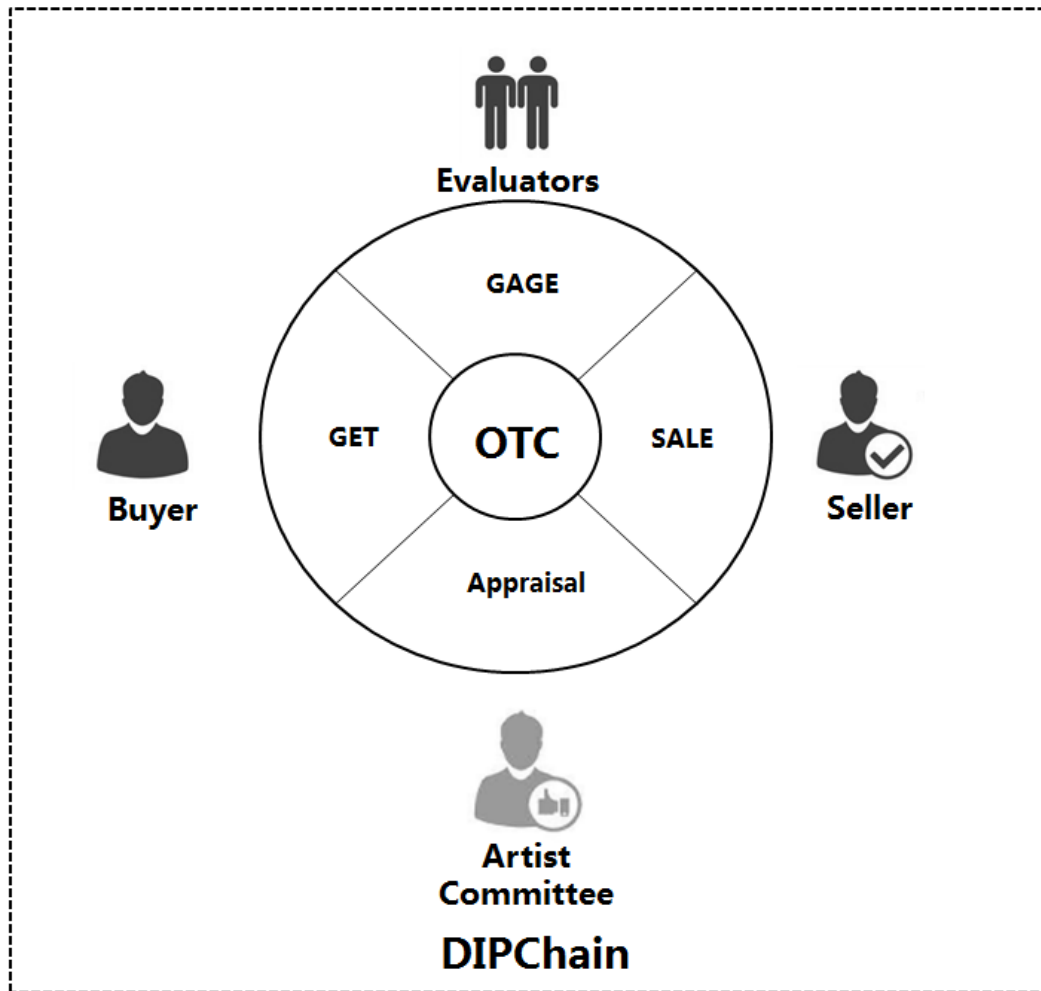 Evaluators
GAGE
GET
OTC
SALE
Buyer
Seller
Appraisal
Artist
Committee
DIPChain